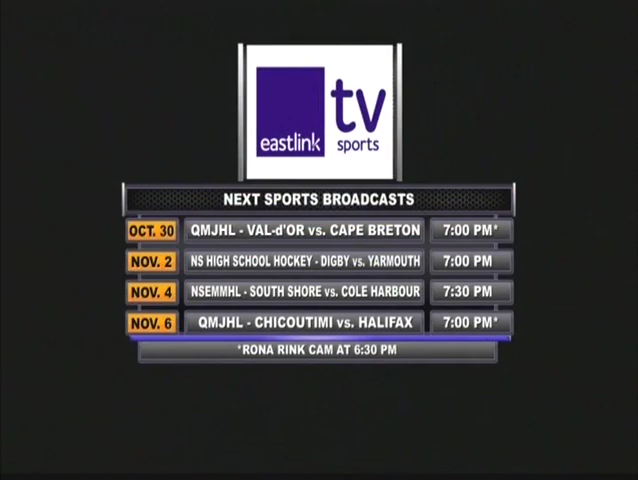 eastlink
tv
sports
NEXT SPORTS BROADCASTS
OCT. 30 QMJHL - VAL-d'OR vs. CAPE BRETON 7:00 PM*
NOV. 2 NS HIGH SCHOOL HOCKEY - DIGBY vs. YARMOUTH 7:00 PM
NOV. 4 NSEMMHL - SOUTH SHORE vs. COLE HARBOUR 7:30 PM
NOV. 6 QMJHL - CHICOUTIMI vs. HALIFAX 7:00 PM*
*RONA RINK CAM AT 6:30 PM